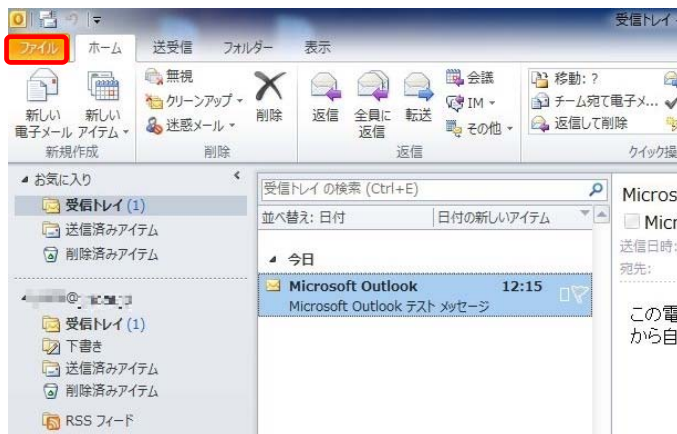 受信トレイ
ファイル ホーム 送受信 フォルダー 表示
新しい 電子メール
新しい アイテム
新規作成
無視
クリーンアップ
迷惑メール
削除
削除
返信
全員に 返信
転送
会議
IM
その他
返信
移動: ?
チーム宛て電子メ...
返信して削除
クイック操
お気に入り
受信トレイ (1)
送信済みアイテム
削除済みアイテム
受信トレイ (1)
下書き
送信済みアイテム
削除済みアイテム
RSS フィード
受信トレイ の検索 (Ctrl+E)
並べ替え: 日付 日付の新しいアイテム
今日
Microsoft Outlook 12:15
Microsoft Outlook テスト メッセージ
Micros
Micr
送信日時:
宛先:
この電
から自